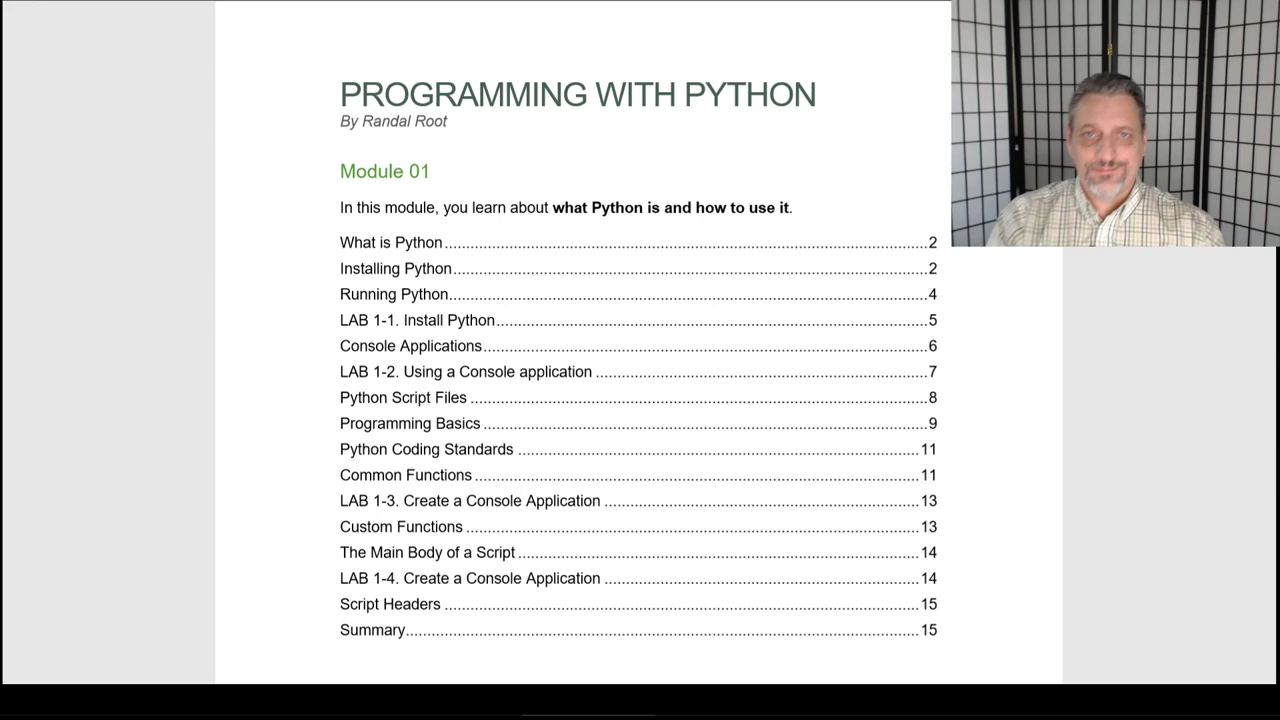 PROGRAMMING WITH PYTHON
By Randal Root
Module 01
In this module, you learn about what Python is and how to use it.
What is Python................................................................................................2
Installing Python..............................................................................................2
Running Python...............................................................................................4
LAB 1-1. Install Python.....................................................................................5
Console Applications........................................................................................6
LAB 1-2. Using a Console application ................................................................7
Python Script Files ..........................................................................................8
Programming Basics ........................................................................................9
Python Coding Standards ................................................................................11
Common Functions .........................................................................................11
LAB 1-3. Create a Console Application ..............................................................13
Custom Functions ...........................................................................................13
The Main Body of a Script ................................................................................14
LAB 1-4. Create a Console Application ..............................................................14
Script Headers ................................................................................................15
Summary........................................................................................................15